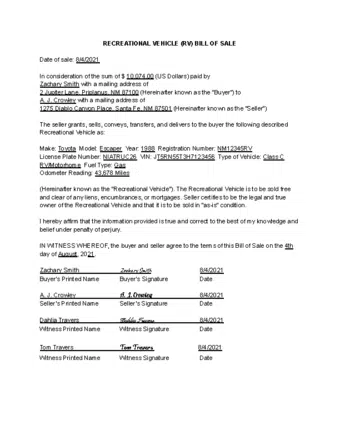 RECREATIONAL VEHICLE (RV) BILL OF SALE
Date of sale: 8/4/2021
In consideration of the sum of $ 10,074.00 (US Dollars) paid by
Zachary Smith with a mailing address of
2 Jupiter Lane, Priplanus, NM 87100 (Hereinafter known as the "Buyer") to
A. J. Crowley with a mailing address of
1275 Diablo Canyon Place, Santa Fe, NM 87501 (Hereinafter known as the "Seller")
The seller grants, sells, conveys, transfers, and delivers to the buyer the following described
Recreational Vehicle as:
Make: Toyota Model: Escaper Year: 1988 Registration Number: NM12345RV
License Plate Number: NIATRUC26 VIN: JT5RN55T3H7123456 Type of Vehicle: Class C
RV/Motorhome Fuel Type: Gas
Odometer Reading: 43,678 Miles
(Hereinafter known as the "Recreational Vehicle"). The Recreational Vehicle is to be sold free
and clear of any liens, encumbrances, or mortgages. Seller certifies to be the legal and true
owner of the Recreational Vehicle and that it is to be sold in "as-is" condition.
I hereby affirm that the information provided is true and correct to the best of my knowledge and
belief under penalty of perjury.
IN WITNESS WHEREOF, the buyer and seller agree to the terms of this Bill of Sale on the 4th
day of August, 2021.
Zachary Smith Zachary Smith 8/4/2021
Buyer's Printed Name Buyer's Signature Date
A. J. Crowley A. J. Crowley 8/4/2021
Seller's Printed Name Seller's Signature Date
Dahlia Travers Dahlia Travers 8/4/2021
Witness Printed Name Witness Signature Date
Tom Travers Tom Travers 8/4/2021
Witness Printed Name Witness Signature Date